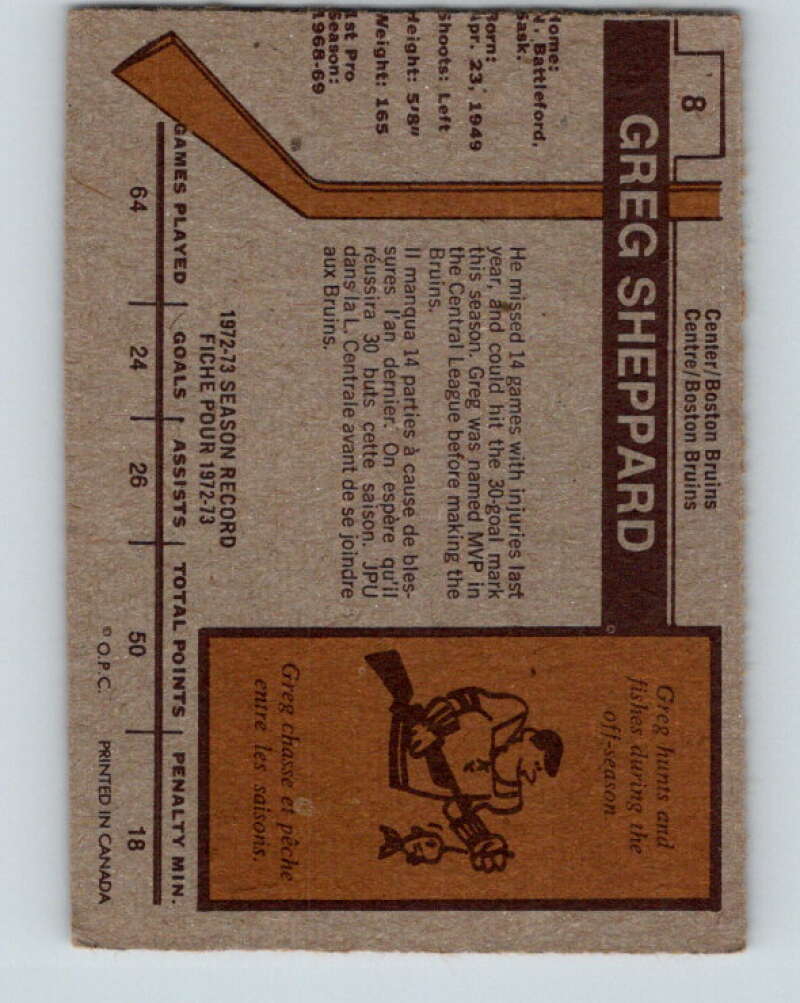 8
GREG SHEPPARD
Center/Boston Bruins
Centre/Boston Bruins
Home:
N. Battleford,
Sask.
Born:
Apr. 23, 1949
Shoots: Left
Height: 5'8"
Weight: 165
1st Pro
Season:
1968-69
He missed 14 games with injuries last
year, and could hit the 30-goal mark
this season. Greg was named MVP in
the Central League before making the
Bruins.
Il manqua 14 parties à cause de bles-
sures l'an dernier. On espère qu'il
réussira 30 buts cette saison. JPU
dans la L. Centrale avant de se joindre
aux Bruins.
Greg hunts and
fishes during the
off-season
Greg chasse et pêche
entre les saisons.
1972-73 SEASON RECORD
FICHE POUR 1972-73
GAMES PLAYED GOALS ASSISTS TOTAL POINTS PENALTY MIN.
64 24 26 50 18
© O.P.C. PRINTED IN CANADA